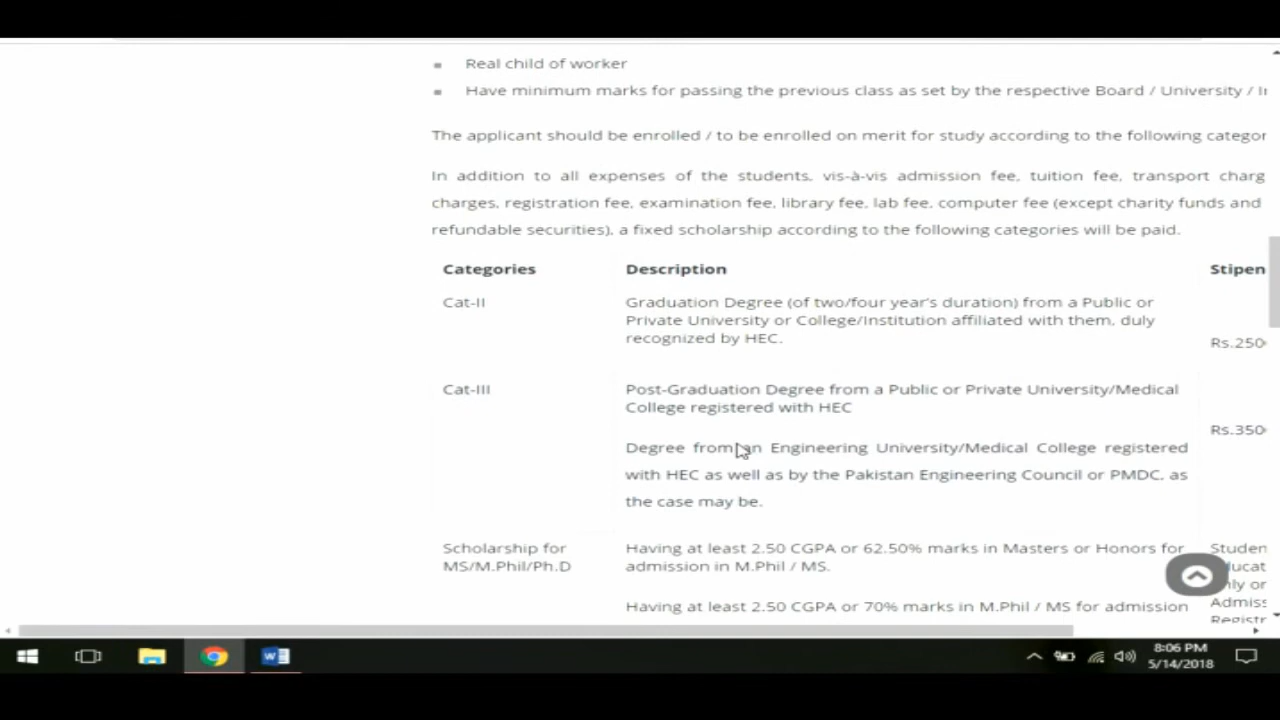 Real child of worker
Have minimum marks for passing the previous class as set by the respective Board / University /
The applicant should be enrolled / to be enrolled on merit for study according to the following
In addition to all expenses of the students, vis-à-vis admission fee, tuition fee, transport
charges, registration fee, examination fee, library fee, lab fee, computer fee (except charity funds and
refundable securities), a fixed scholarship according to the following categories will be paid.
Categories Description
Cat-II Graduation Degree (of two/four year's duration) from a Public or
Private University or College/Institution affiliated with them, duly
recognized by HEC.
Cat-III Post-Graduation Degree from a Public or Private University/Medical
College registered with HEC
Degree from an Engineering University/Medical College registered
with HEC as well as by the Pakistan Engineering Council or PMDC, as
the case may be.
Scholarship for Having at least 2.50 CGPA or 62.50% marks in Masters or Honors for
MS/M.Phil/Ph.D admission in M.Phil / MS.
Having at least 2.50 CGPA or 70% marks in M.Phil / MS for admission
8:06 PM
5/14/2018